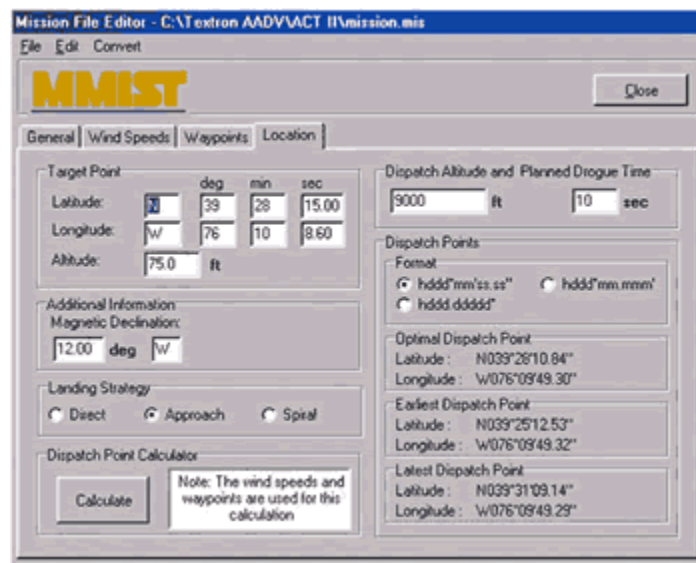 Mission File Editor - C:\Textron AADV\ACT II\mission.mis
File Edit Convert
MMIST
Close
General Wind Speeds Waypoints Location
Target Point
deg min sec
Latitude: N 39 28 15.00
Longitude: W 76 10 8.60
Altitude: 75.0 ft
Additional Information
Magnetic Declination:
12.00 deg W
Landing Strategy
Direct Approach Spiral
Dispatch Point Calculator
Calculate
Note: The wind speeds and
waypoints are used for this
calculation
Dispatch Altitude and Planned Drogue Time
9000 ft 10 sec
Dispatch Points
Format
hddd°mm'ss.ss" hddd°mm.mmm'
hddd.ddddd°
Optimal Dispatch Point
Latitude : N039°28'10.84"
Longitude : W076°09'49.30"
Earliest Dispatch Point
Latitude : N039°25'12.53"
Longitude : W076°09'49.32"
Latest Dispatch Point
Latitude : N039°31'09.14"
Longitude : W076°09'49.29"